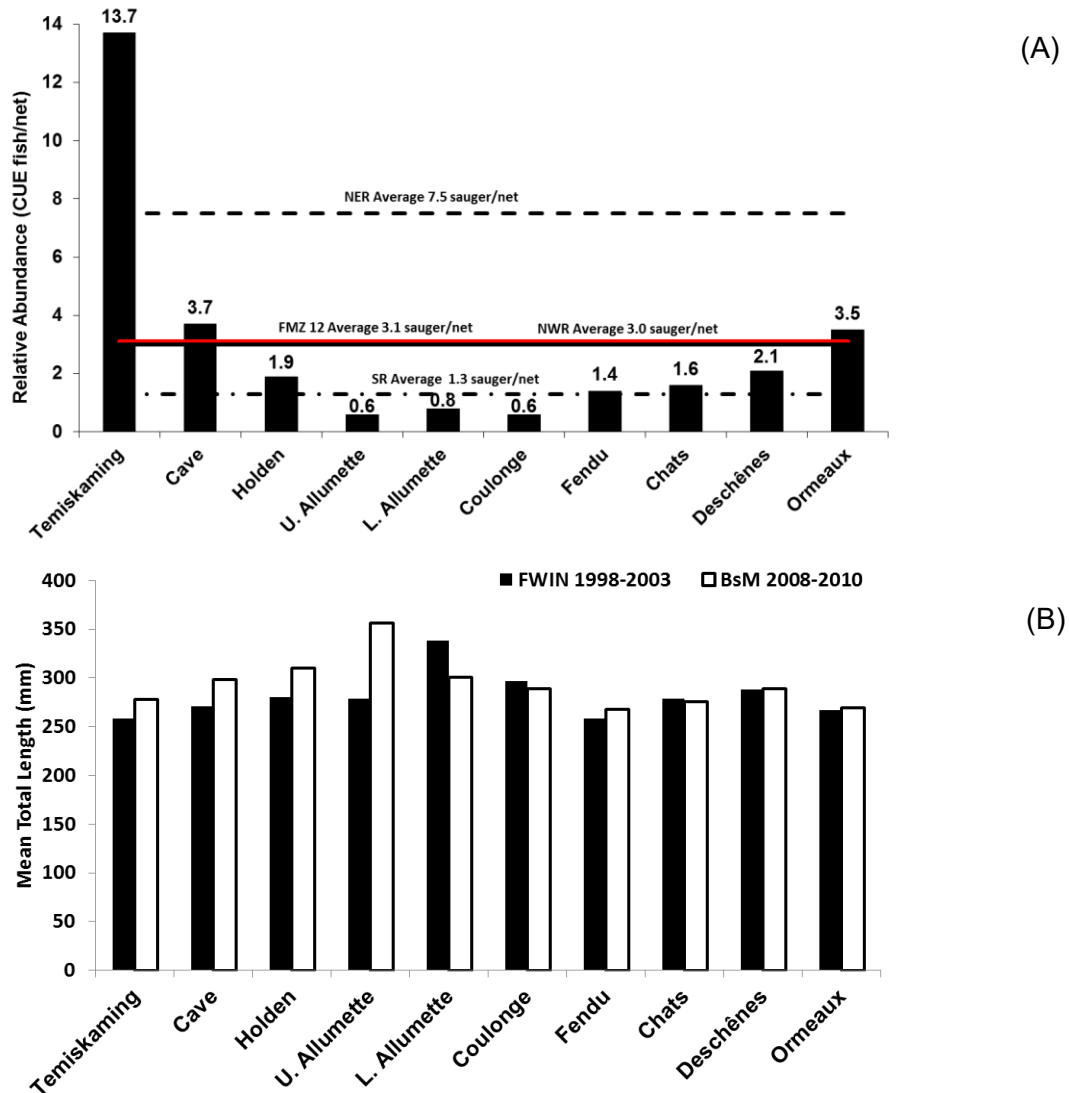 (A)
Relative Abundance (CUE fish/net)
14
12
10
8
6
4
2
0
13.7
3.7
1.9
0.6
0.8
0.6
1.4
1.6
2.1
3.5
NER Average 7.5 sauger/net
FMZ 12 Average 3.1 sauger/net
NWR Average 3.0 sauger/net
SR Average 1.3 sauger/net
Temiskaming
Cave
Holden
U. Allumette
L. Allumette
Coulonge
Fendu
Chats
Deschênes
Ormeaux
(B)
FWIN 1998-2003
BsM 2008-2010
Mean Total Length (mm)
400
350
300
250
200
150
100
50
0
Temiskaming
Cave
Holden
U. Allumette
L. Allumette
Coulonge
Fendu
Chats
Deschênes
Ormeaux